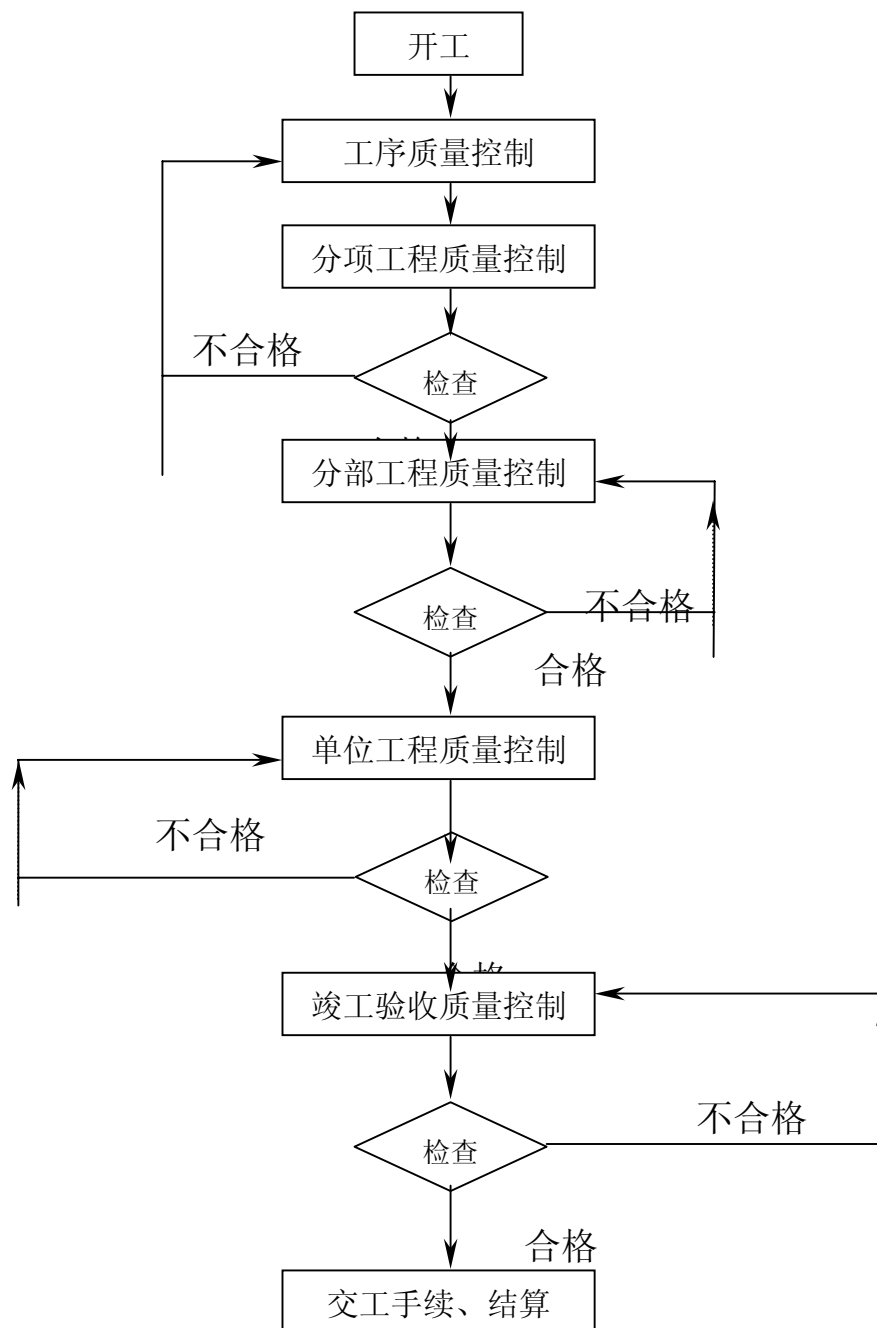 开工
工序质量控制
分项工程质量控制
不合格
检查
分部工程质量控制
检查
不合格
合格
单位工程质量控制
不合格
检查
竣工验收质量控制
不合格
检查
合格
交工手续、结算